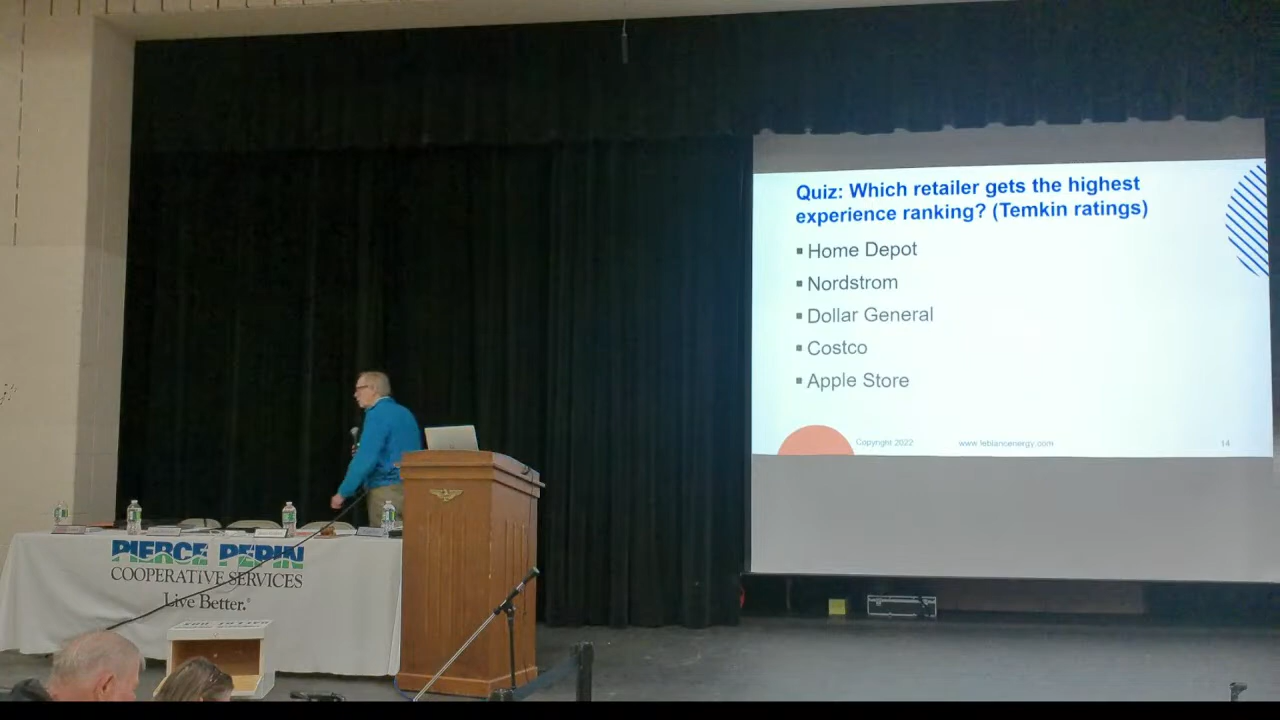 Quiz: Which retailer gets the highest
experience ranking? (Temkin ratings)
▪ Home Depot
▪ Nordstrom
▪ Dollar General
▪ Costco
▪ Apple Store
Copyright 2022 www.leblancenergy.com 14
PIERCE PEPIN
COOPERATIVE SERVICES
Live Better.®